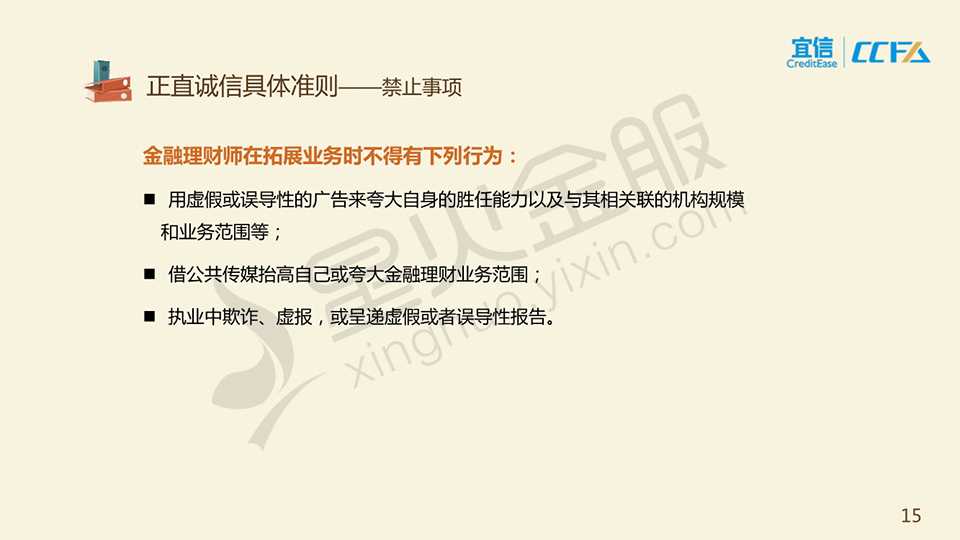 宜信
CreditEase
CCFA
正直诚信具体准则——禁止事项
金融理财师在拓展业务时不得有下列行为：
■ 用虚假或误导性的广告来夸大自身的胜任能力以及与其相关联的机构规模
和业务范围等；
■ 借公共传媒抬高自己或夸大金融理财业务范围；
■ 执业中欺诈、虚报，或呈递虚假或者误导性报告。
星火金服
xinghuo.yixin.com
15